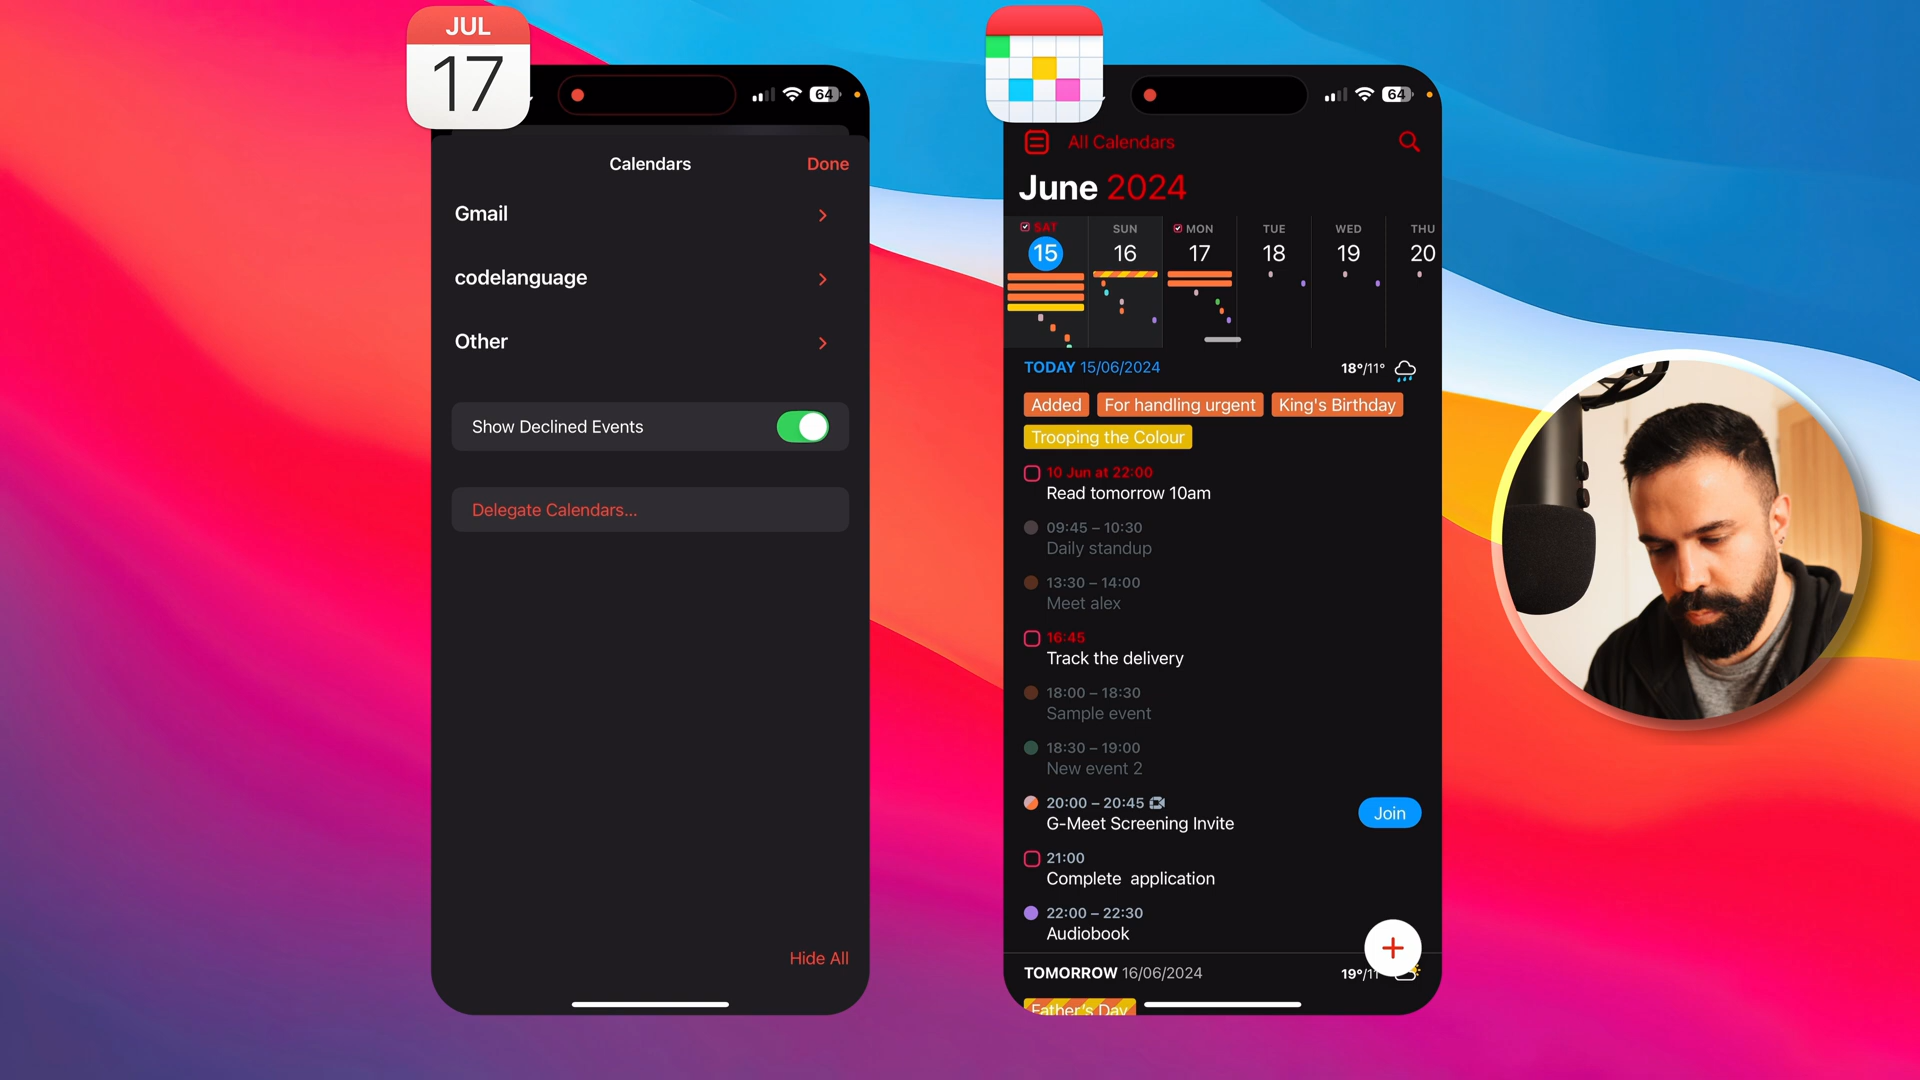 JUL
17
64
Calendars
Done
Gmail
codelanguage
Other
Show Declined Events
Delegate Calendars...
Hide All
64
All Calendars
June 2024
SAT
SUN
MON
TUE
WED
THU
15
16
17
18
19
20
TODAY 15/06/2024
18°/11°
Added
For handling urgent
King's Birthday
Trooping the Colour
10 Jun at 22:00
Read tomorrow 10am
09:45 – 10:30
Daily standup
13:30 – 14:00
Meet alex
16:45
Track the delivery
18:00 – 18:30
Sample event
18:30 – 19:00
New event 2
20:00 – 20:45
G-Meet Screening Invite
Join
21:00
Complete application
22:00 – 22:30
Audiobook
TOMORROW 16/06/2024
19°/11
Father's Day